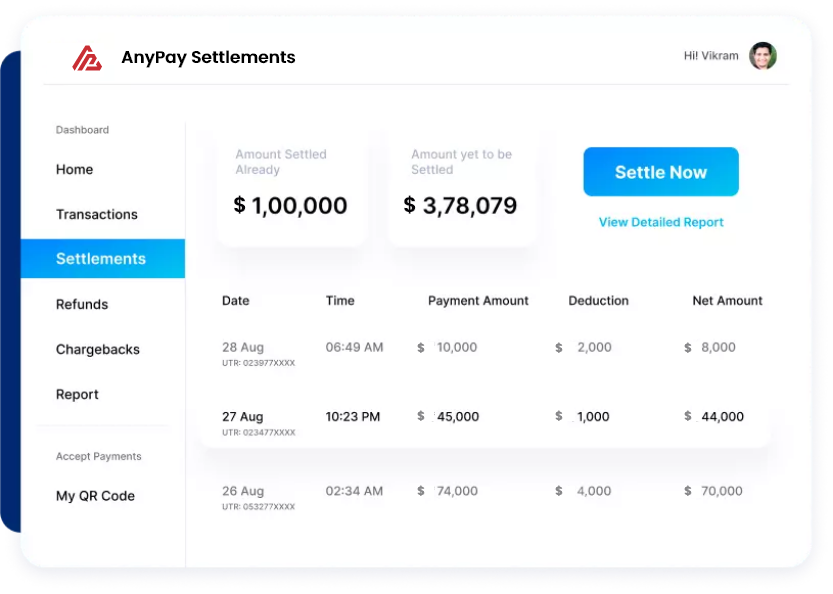 AnyPay Settlements
Hi! Vikram
Dashboard
Home
Transactions
Settlements
Refunds
Chargebacks
Report
Accept Payments
My QR Code
Amount Settled
Already
$ 1,00,000
Amount yet to be
Settled
$ 3,78,079
Settle Now
View Detailed Report
Date Time Payment Amount Deduction Net Amount
28 Aug 06:49 AM $ 10,000 $ 2,000 $ 8,000
UTR: 023977XXXX
27 Aug 10:23 PM $ 45,000 $ 1,000 $ 44,000
UTR: 023477XXXX
26 Aug 02:34 AM $ 74,000 $ 4,000 $ 70,000
UTR: 053277XXXX